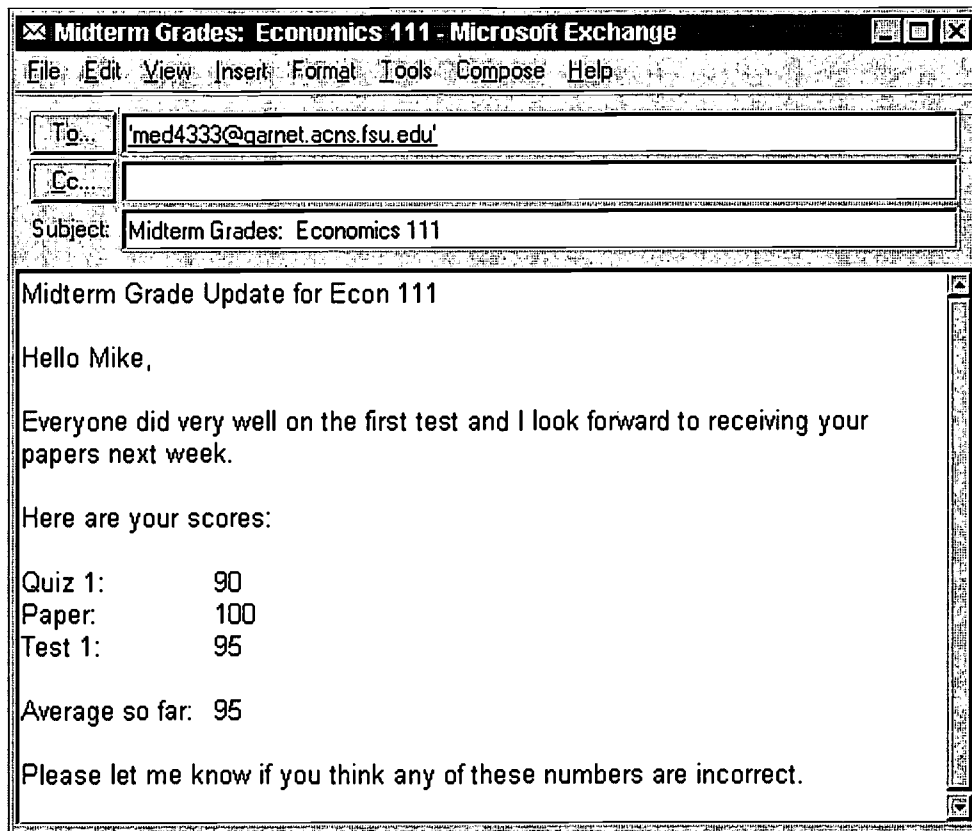 Midterm Grades: Economics 111 - Microsoft Exchange
File Edit View Insert Format Tools Compose Help
To... 'med4333@garnet.acns.fsu.edu'
Cc...
Subject: Midterm Grades: Economics 111
Midterm Grade Update for Econ 111
Hello Mike,
Everyone did very well on the first test and I look forward to receiving your
papers next week.
Here are your scores:
Quiz 1: 90
Paper: 100
Test 1: 95
Average so far: 95
Please let me know if you think any of these numbers are incorrect.